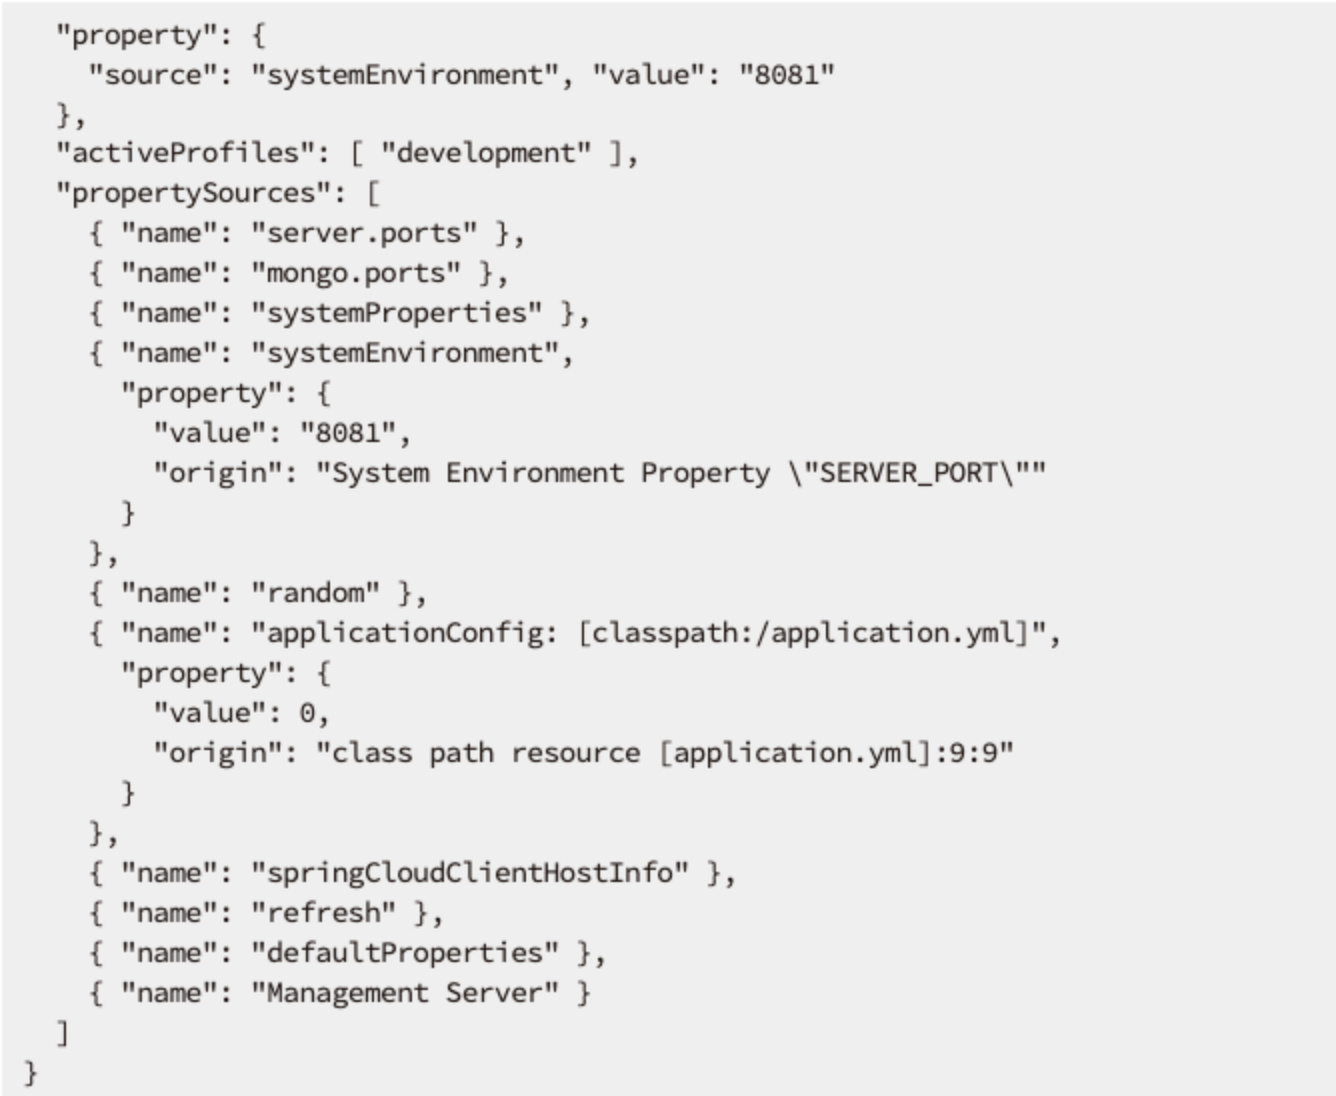 "property": {
"source": "systemEnvironment", "value": "8081"
},
"activeProfiles": [ "development" ],
"propertySources": [
{ "name": "server.ports" },
{ "name": "mongo.ports" },
{ "name": "systemProperties" },
{ "name": "systemEnvironment",
"property": {
"value": "8081",
"origin": "System Environment Property \"SERVER_PORT\""
}
},
{ "name": "random" },
{ "name": "applicationConfig: [classpath:/application.yml]",
"property": {
"value": 0,
"origin": "class path resource [application.yml]:9:9"
}
},
{ "name": "springCloudClientHostInfo" },
{ "name": "refresh" },
{ "name": "defaultProperties" },
{ "name": "Management Server" }
]
}